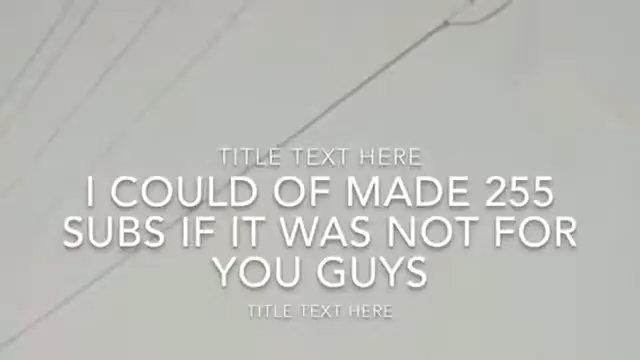 TITLE TEXT HERE
I COULD OF MADE 255
SUBS IF IT WAS NOT FOR
YOU GUYS
TITLE TEXT HERE